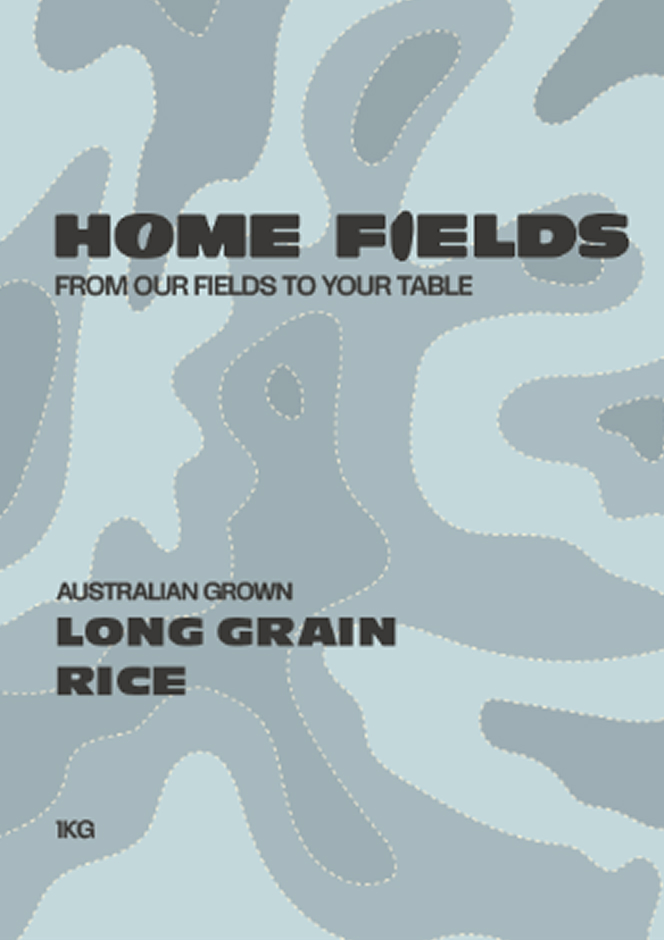 HOME FIELDS
FROM OUR FIELDS TO YOUR TABLE
AUSTRALIAN GROWN
LONG GRAIN
RICE
1KG